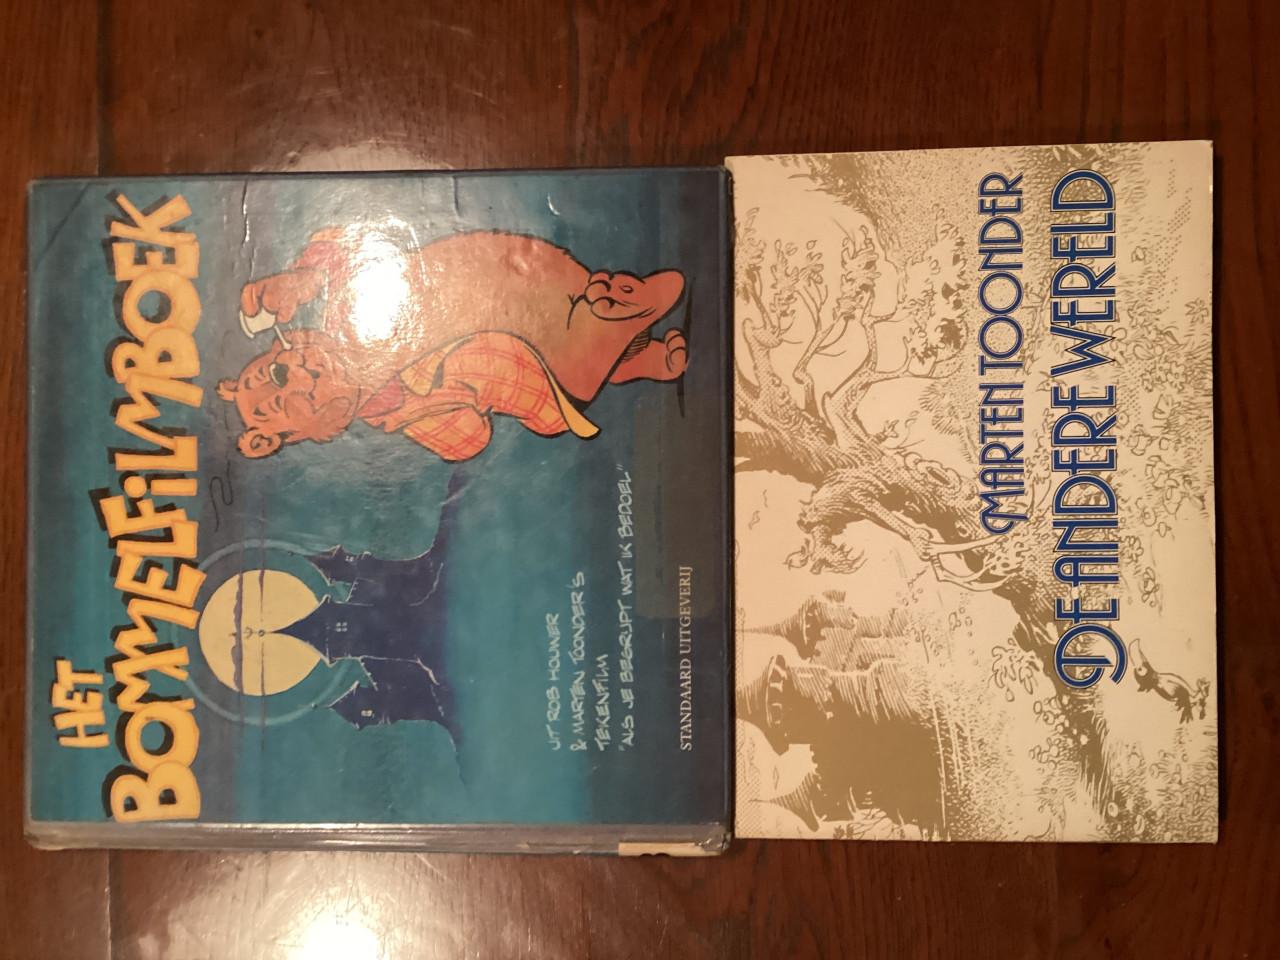 HET
BOMMELFILMBOEK
UIT ROB HOUWER
& MARTEN TOONDER'S
TEKENFILM
"ALS JE BEGRIJPT WAT IK BEDOEL"
STANDAARD UITGEVERIJ
MARTEN TOONDER
DE ANDERE WERELD